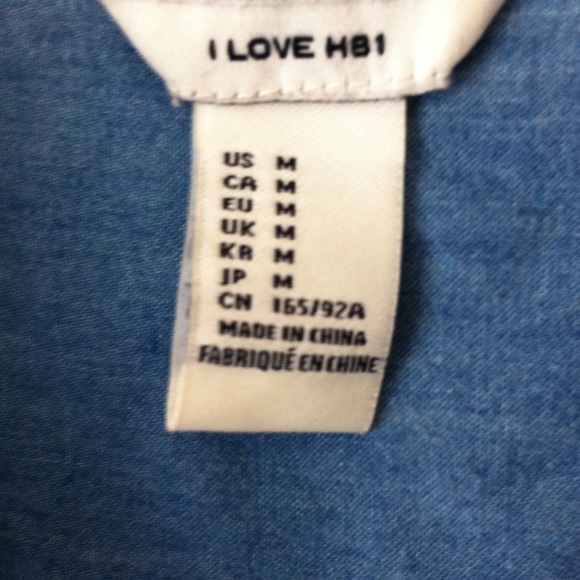 I LOVE H81
US M
CA M
EU M
UK M
KR M
JP M
CN 165/92A
MADE IN CHINA
FABRIQUÉ EN CHINE